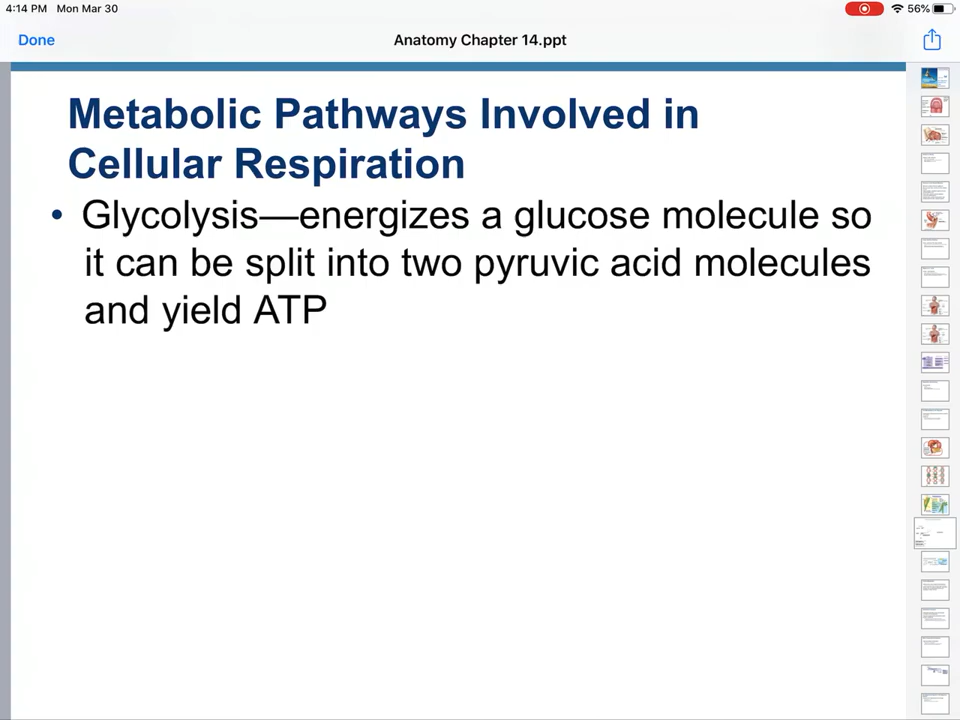 4:14 PM Mon Mar 30
56%
Done
Anatomy Chapter 14.ppt
Metabolic Pathways Involved in
Cellular Respiration
• Glycolysis—energizes a glucose molecule so
it can be split into two pyruvic acid molecules
and yield ATP